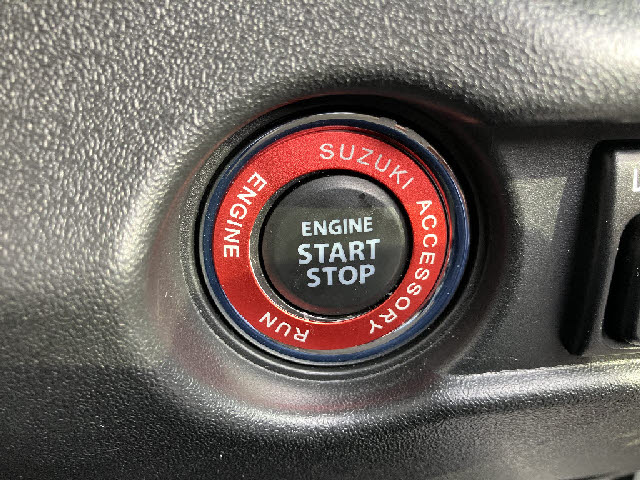 SUZUKI ACCESSORY
RUN
ENGINE
ENGINE
START
STOP